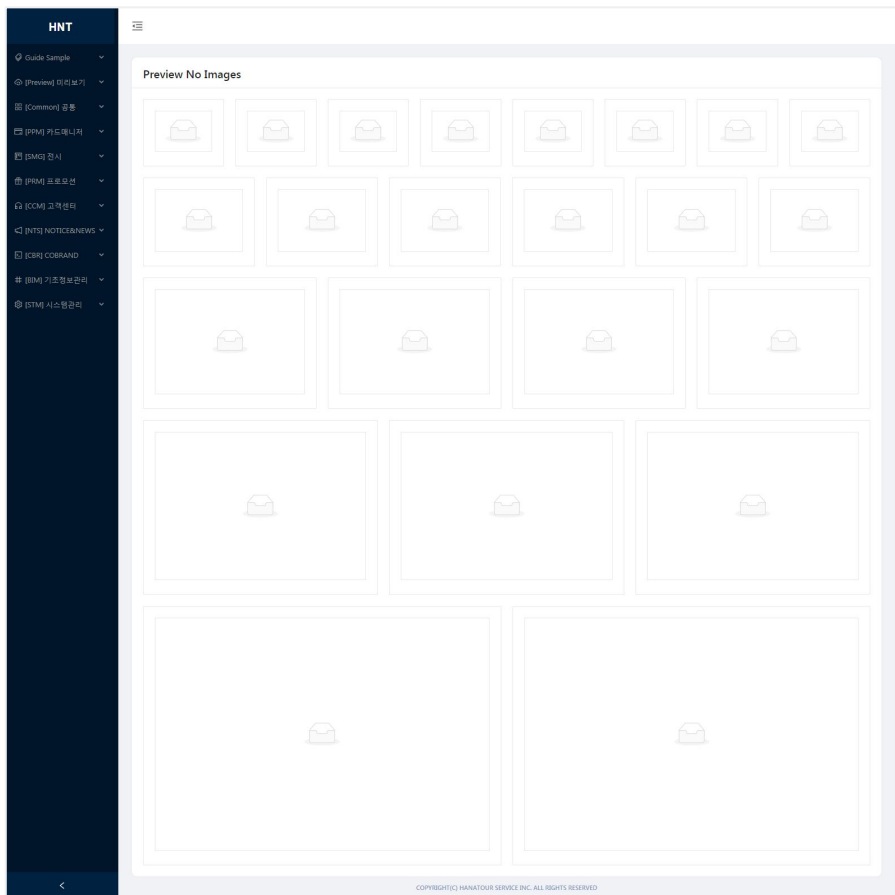 HNT
Guide Sample
[Preview] 미리보기
[Common] 공통
[PPM] 카드매니저
[SMG] 전시
[PRM] 프로모션
[CCM] 고객센터
[NTS] NOTICE&NEWS
[CBR] COBRAND
[BIM] 기초정보관리
[STM] 시스템관리
Preview No Images
COPYRIGHT(C) HANATOUR SERVICE INC. ALL RIGHTS RESERVED